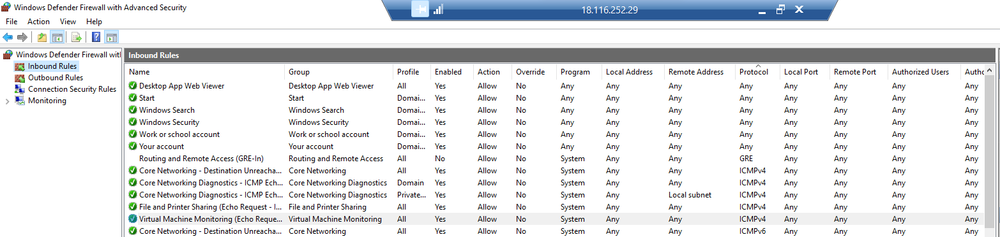 Windows Defender Firewall with Advanced Security
18.116.252.29
File Action View Help
Windows Defender Firewall witl
Inbound Rules
Outbound Rules
Connection Security Rules
Monitoring
Inbound Rules
Name Group Profile Enabled Action Override Program Local Address Remote Address Protocol Local Port Remote Port Authorized Users Autho
Desktop App Web Viewer Desktop App Web Viewer All Yes Allow No Any Any Any Any Any Any Any Any
Start Start Domai... Yes Allow No Any Any Any Any Any Any Any Any
Windows Search Windows Search Domai... Yes Allow No Any Any Any Any Any Any Any Any
Windows Security Windows Security Domai... Yes Allow No Any Any Any Any Any Any Any Any
Work or school account Work or school account Domai... Yes Allow No Any Any Any Any Any Any Any Any
Your account Your account Domai... Yes Allow No Any Any Any Any Any Any Any Any
Routing and Remote Access (GRE-In) Routing and Remote Access All No Allow No System Any Any GRE Any Any Any Any
Core Networking - Destination Unreacha... Core Networking All Yes Allow No System Any Any ICMPv4 Any Any Any Any
Core Networking Diagnostics - ICMP Ech... Core Networking Diagnostics Domain Yes Allow No System Any Any ICMPv4 Any Any Any Any
Core Networking Diagnostics - ICMP Ech... Core Networking Diagnostics Private... Yes Allow No System Any Local subnet ICMPv4 Any Any Any Any
File and Printer Sharing (Echo Request - I... File and Printer Sharing All Yes Allow No System Any Any ICMPv4 Any Any Any Any
Virtual Machine Monitoring (Echo Reque... Virtual Machine Monitoring All Yes Allow No System Any Any ICMPv4 Any Any Any Any
Core Networking - Destination Unreacha... Core Networking All Yes Allow No System Any Any ICMPv6 Any Any Any Any